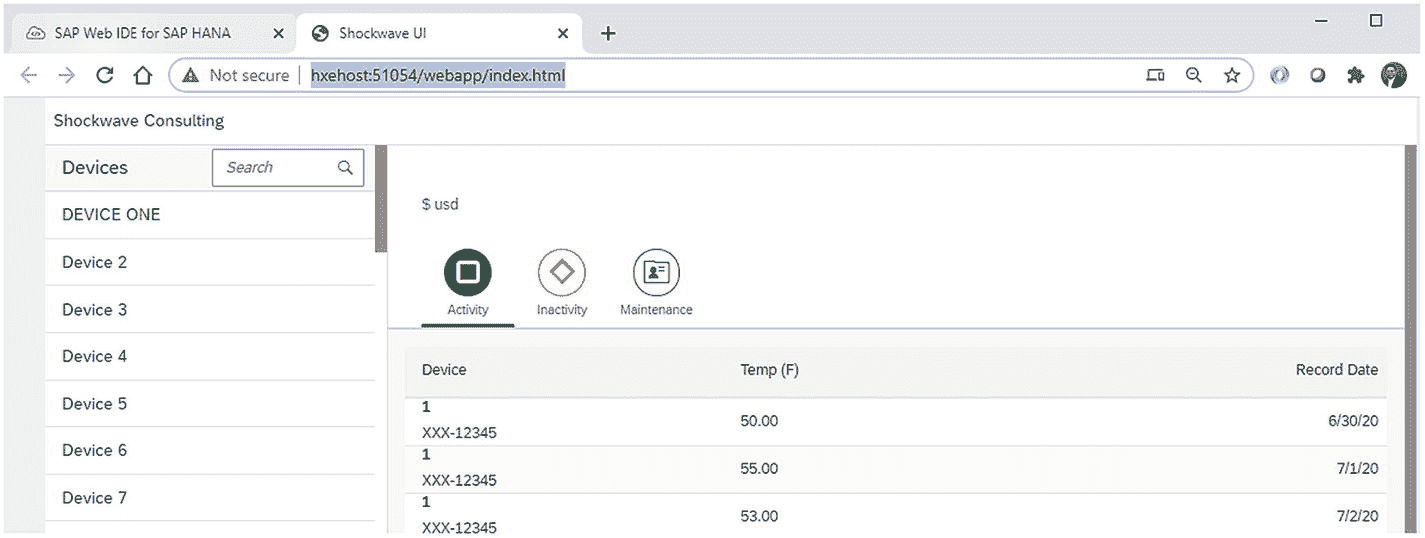 SAP Web IDE for SAP HANA
Shockwave UI
Not secure
hxehost:51054/webapp/index.html
Shockwave Consulting
Devices
Search
DEVICE ONE
Device 2
Device 3
Device 4
Device 5
Device 6
Device 7
$ usd
Activity
Inactivity
Maintenance
Device Temp (F) Record Date
1
XXX-12345 50.00 6/30/20
1
XXX-12345 55.00 7/1/20
1
XXX-12345 53.00 7/2/20